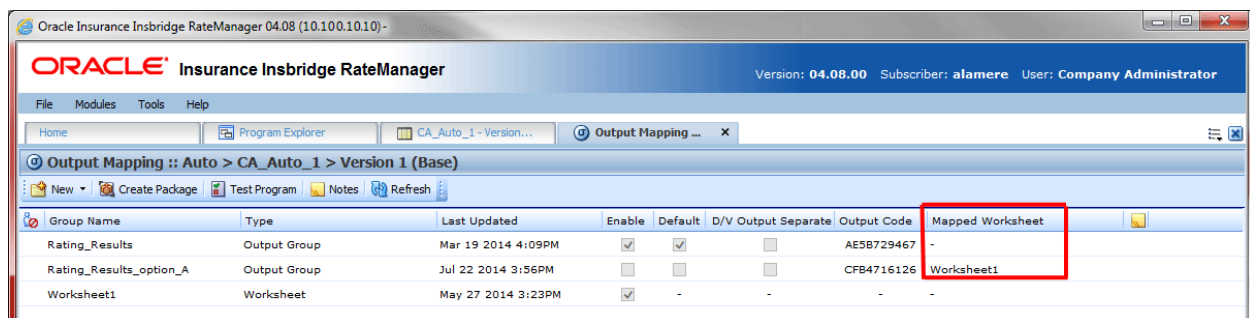 Oracle Insurance Insbridge RateManager 04.08 (10.100.10.10) -
ORACLE® Insurance Insbridge RateManager
Version: 04.08.00 Subscriber: alamere User: Company Administrator
File Modules Tools Help
Home Program Explorer CA_Auto_1 - Version... Output Mapping ... X
Output Mapping :: Auto > CA_Auto_1 > Version 1 (Base)
New Create Package Test Program Notes Refresh
Group Name Type Last Updated Enable Default D/V Output Separate Output Code Mapped Worksheet
Rating_Results Output Group Mar 19 2014 4:09PM AE5B729467 -
Rating_Results_option_A Output Group Jul 22 2014 3:56PM CFB4716126 Worksheet1
Worksheet1 Worksheet May 27 2014 3:23PM - - - -